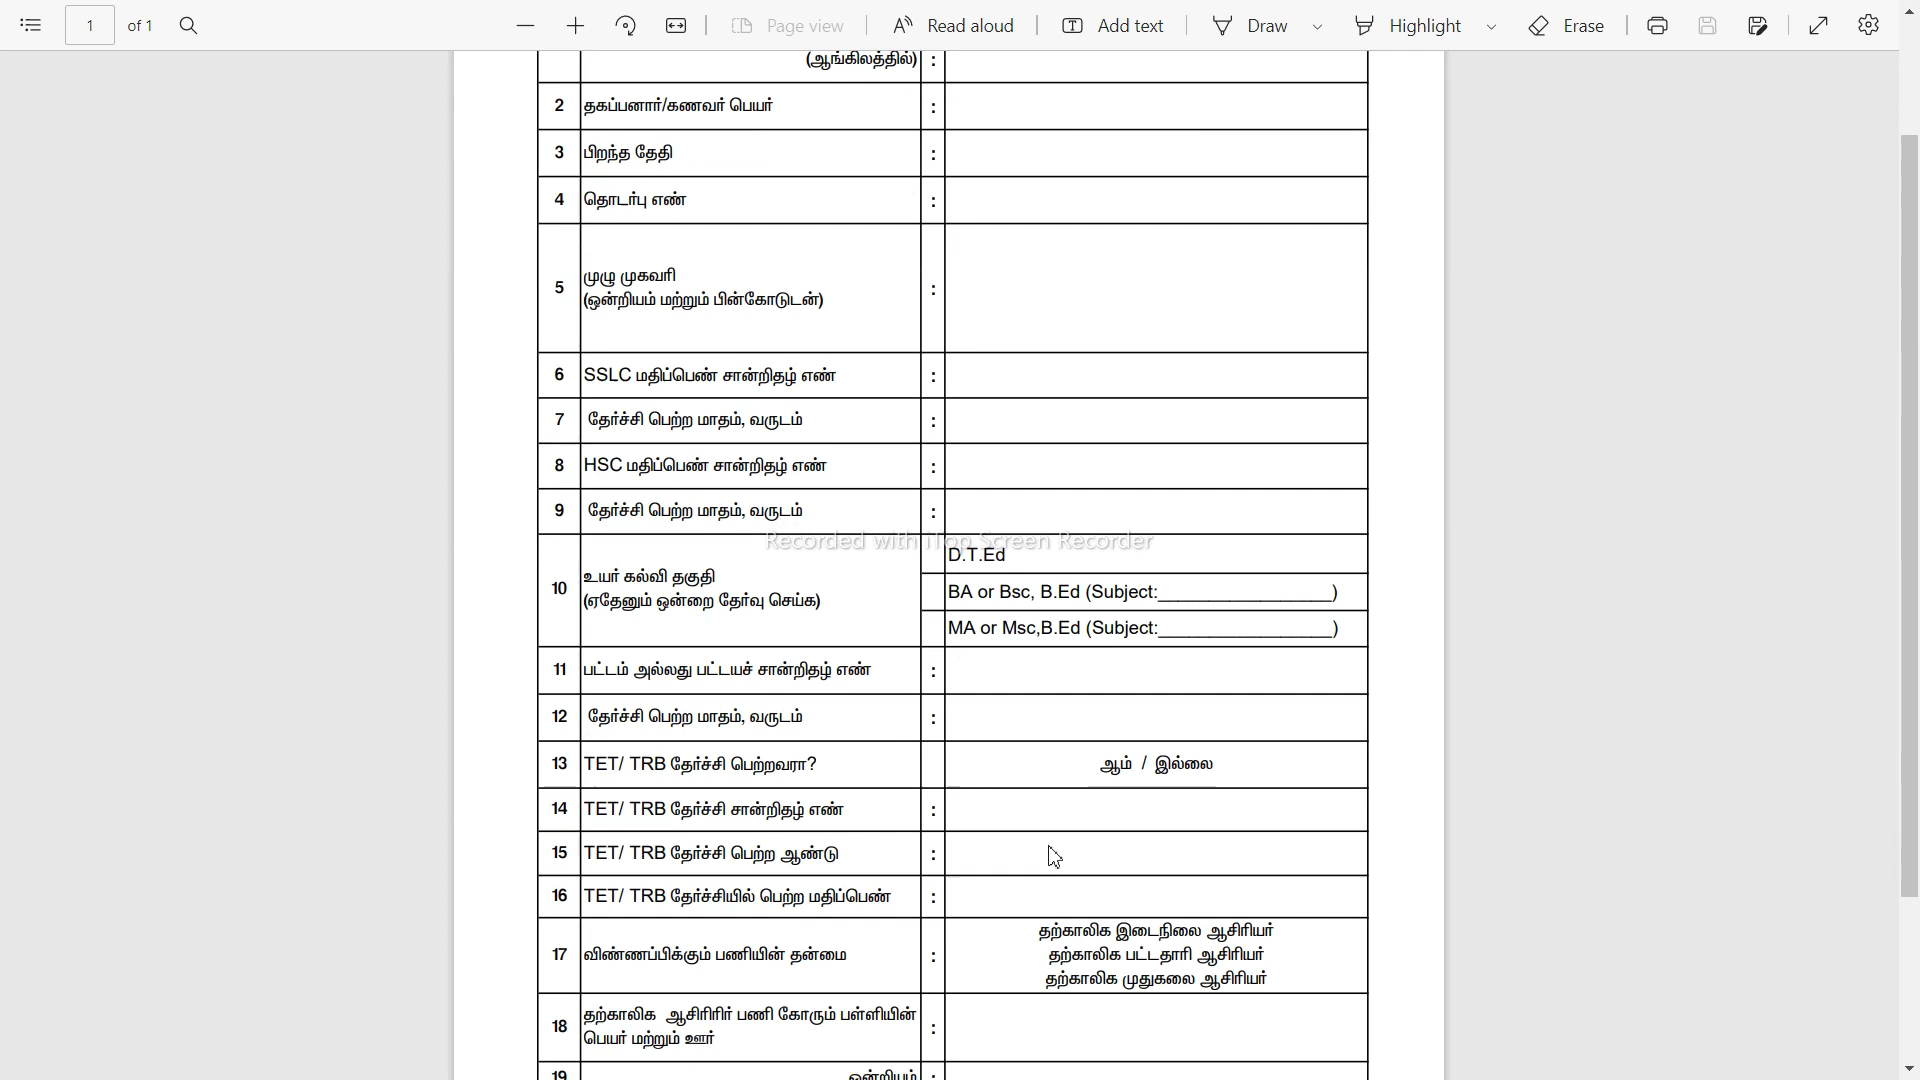 1 of 1 Page view Read aloud Add text Draw Highlight Erase
(ஆங்கிலத்தில்) :
2 தகப்பனார்/கணவர் பெயர் :
3 பிறந்த தேதி :
4 தொடர்பு எண் :
5 முழு முகவரி
(ஒன்றியம் மற்றும் பின்கோடுடன்) :
6 SSLC மதிப்பெண் சான்றிதழ் எண் :
7 தேர்ச்சி பெற்ற மாதம், வருடம் :
8 HSC மதிப்பெண் சான்றிதழ் எண் :
9 தேர்ச்சி பெற்ற மாதம், வருடம் :
Recorded with iTop Screen Recorder
10 உயர் கல்வி தகுதி
(ஏதேனும் ஒன்றை தேர்வு செய்க)
D.T.Ed
BA or Bsc, B.Ed (Subject:_________________)
MA or Msc,B.Ed (Subject:_________________)
11 பட்டம் அல்லது பட்டயச் சான்றிதழ் எண் :
12 தேர்ச்சி பெற்ற மாதம், வருடம் :
13 TET/ TRB தேர்ச்சி பெற்றவரா? ஆம் / இல்லை
14 TET/ TRB தேர்ச்சி சான்றிதழ் எண் :
15 TET/ TRB தேர்ச்சி பெற்ற ஆண்டு :
16 TET/ TRB தேர்ச்சியில் பெற்ற மதிப்பெண் :
17 விண்ணப்பிக்கும் பணியின் தன்மை :
தற்காலிக இடைநிலை ஆசிரியர்
தற்காலிக பட்டதாரி ஆசிரியர்
தற்காலிக முதுகலை ஆசிரியர்
18 தற்காலிக ஆசிரிரிர் பணி கோரும் பள்ளியின்
பெயர் மற்றும் ஊர் :
19 ஒன்றியம் :